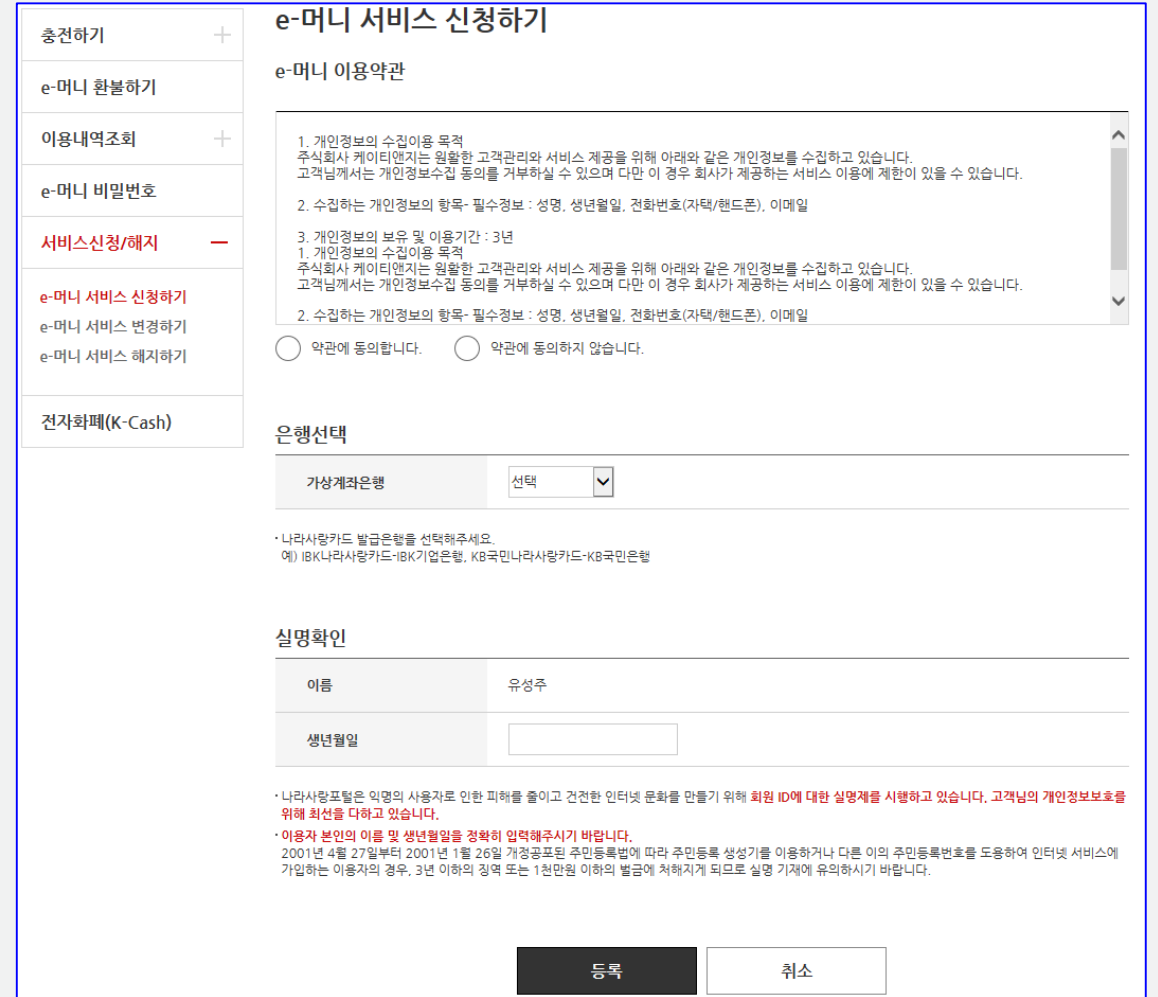 충전하기
e-머니 환불하기
이용내역조회
e-머니 비밀번호
서비스신청/해지
e-머니 서비스 신청하기
e-머니 서비스 변경하기
e-머니 서비스 해지하기
전자화폐(K-Cash)
e-머니 서비스 신청하기
e-머니 이용약관
1. 개인정보의 수집이용 목적
주식회사 케이티앤지는 원활한 고객관리와 서비스 제공을 위해 아래와 같은 개인정보를 수집하고 있습니다.
고객님께서는 개인정보수집 동의를 거부하실 수 있으며 다만 이 경우 회사가 제공하는 서비스 이용에 제한이 있을 수 있습니다.
2. 수집하는 개인정보의 항목- 필수정보 : 성명, 생년월일, 전화번호(자택/핸드폰), 이메일
3. 개인정보의 보유 및 이용기간 : 3년
1. 개인정보의 수집이용 목적
주식회사 케이티앤지는 원활한 고객관리와 서비스 제공을 위해 아래와 같은 개인정보를 수집하고 있습니다.
고객님께서는 개인정보수집 동의를 거부하실 수 있으며 다만 이 경우 회사가 제공하는 서비스 이용에 제한이 있을 수 있습니다.
2. 수집하는 개인정보의 항목- 필수정보 : 성명, 생년월일, 전화번호(자택/핸드폰), 이메일
약관에 동의합니다. 약관에 동의하지 않습니다.
은행선택
가상계좌은행 선택
· 나라사랑카드 발급은행을 선택해주세요.
예) IBK나라사랑카드-IBK기업은행, KB국민나라사랑카드-KB국민은행
실명확인
이름 유성주
생년월일
· 나라사랑포털은 익명의 사용자로 인한 피해를 줄이고 건전한 인터넷 문화를 만들기 위해 회원 ID에 대한 실명제를 시행하고 있습니다. 고객님의 개인정보보호를
위해 최선을 다하고 있습니다.
· 이용자 본인의 이름 및 생년월일을 정확히 입력해주시기 바랍니다.
2001년 4월 27일부터 2001년 1월 26일 개정공포된 주민등록법에 따라 주민등록 생성기를 이용하거나 다른 이의 주민등록번호를 도용하여 인터넷 서비스에
가입하는 이용자의 경우, 3년 이하의 징역 또는 1천만원 이하의 벌금에 처해지게 되므로 실명 기재에 유의하시기 바랍니다.
등록 취소